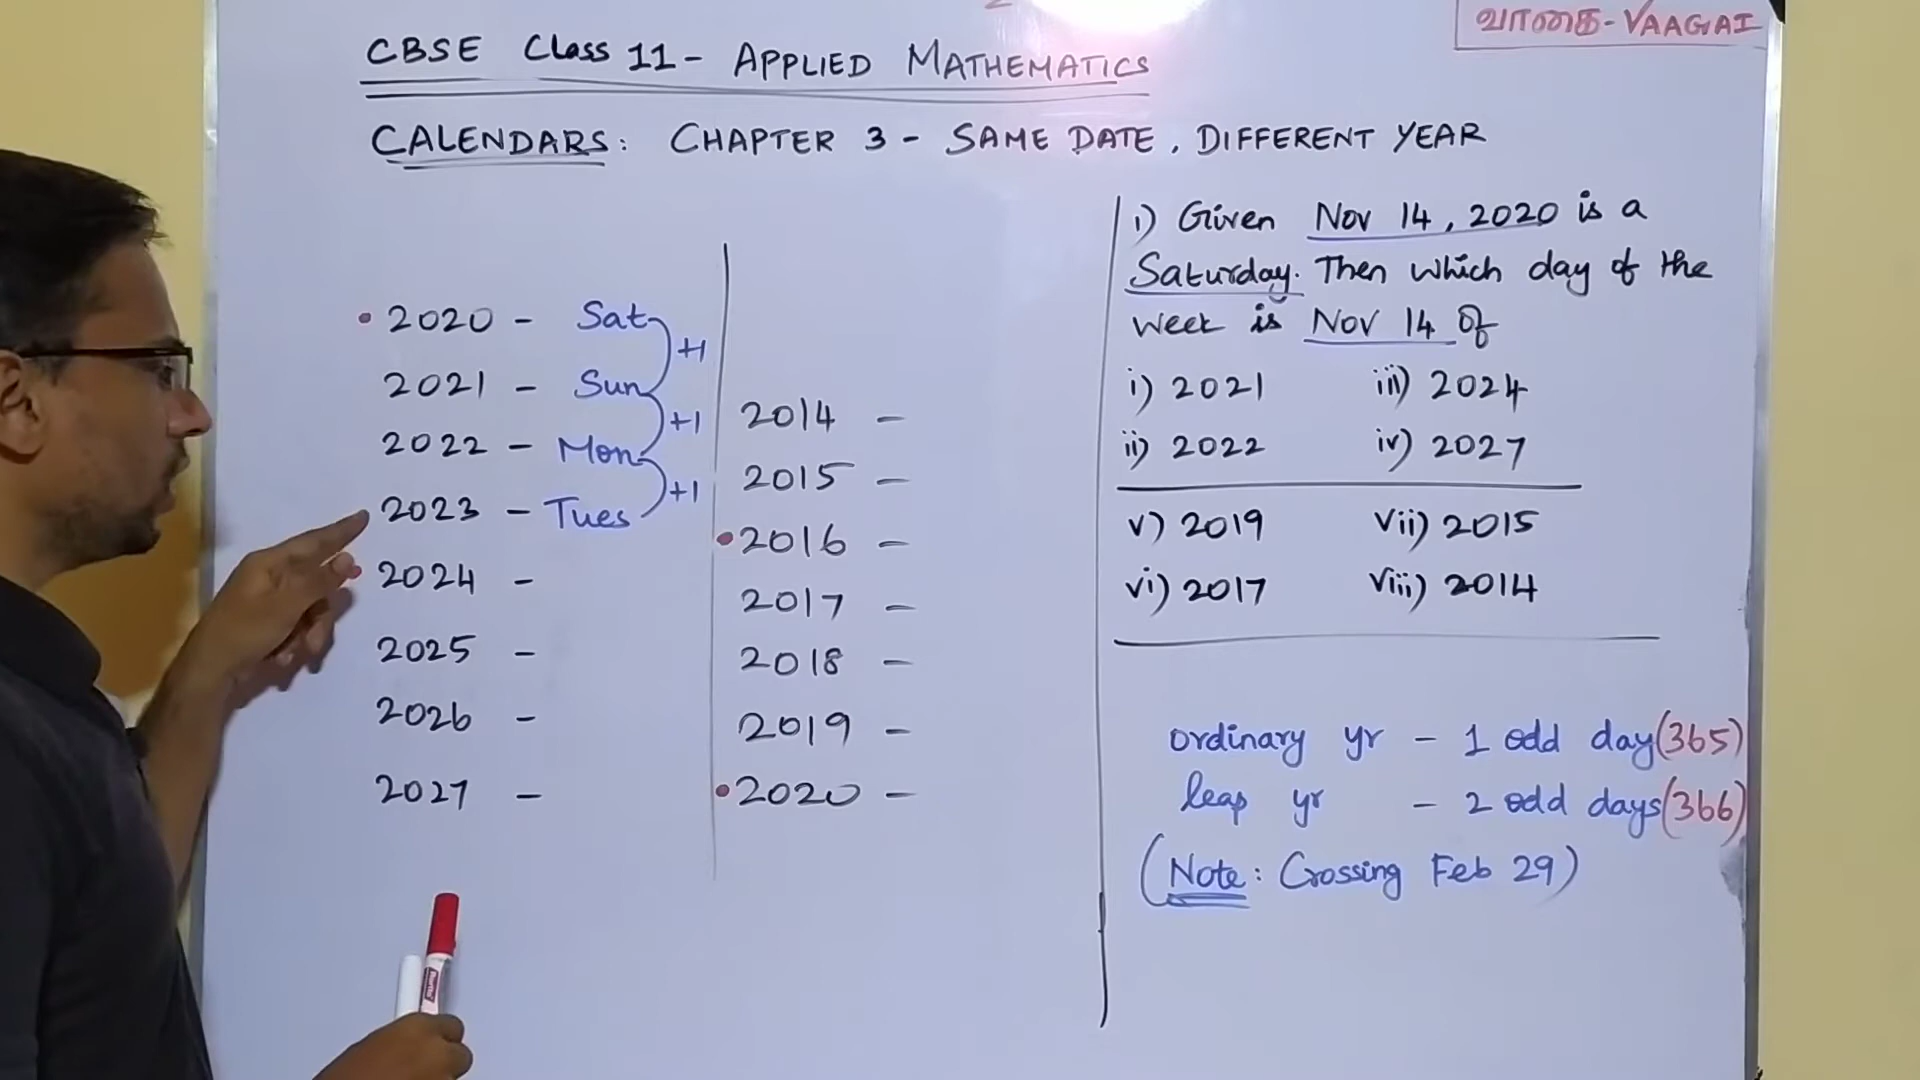 வாகை-VAAGAI
CBSE Class 11- APPLIED MATHEMATICS
CALENDARS: CHAPTER 3 - SAME DATE, DIFFERENT YEAR
2020 - Sat
+1
2021 - Sun
+1
2022 - Mon
+1
2023 - Tues
2024 -
2025 -
2026 -
2027 -
2014 -
2015 -
2016 -
2017 -
2018 -
2019 -
2020 -
1) Given Nov 14, 2020 is a
Saturday. Then which day of the
week is Nov 14 of
i) 2021 iii) 2024
ii) 2022 iv) 2027
v) 2019 vii) 2015
vi) 2017 viii) 2014
ordinary yr - 1 odd day(365)
leap yr - 2 odd days(366)
(Note: Crossing Feb 29)